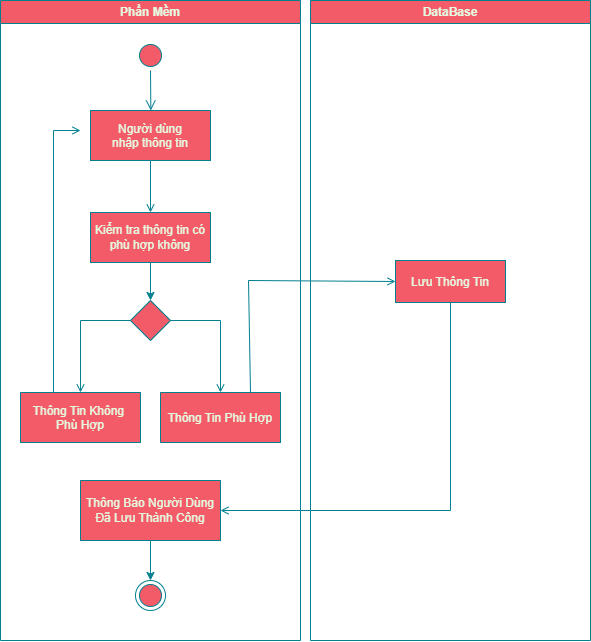 Phần Mềm
DataBase
Người dùng
nhập thông tin
Kiểm tra thông tin có
phù hợp không
Lưu Thông Tin
Thông Tin Không
Phù Hợp
Thông Tin Phù Hợp
Thông Báo Người Dùng
Đã Lưu Thành Công